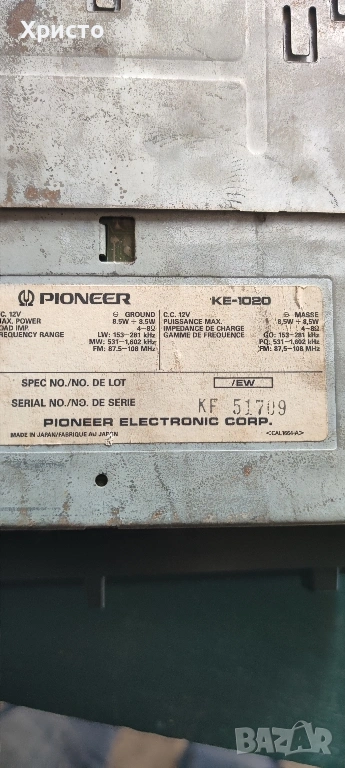 Христо
PIONEER KE-1020
C.C. 12V ⊖ GROUND
MAX. POWER 8.5W + 8.5W
LOAD IMP. 4–8Ω
FREQUENCY RANGE LW: 153–281 kHz
MW: 531–1,602 kHz
FM: 87.5–108 MHz
C.C. 12V ⊖ MASSE
PUISSANCE MAX. 8,5W + 8,5W
IMPEDANCE DE CHARGE 4–8Ω
GAMME DE FREQUENCE GO: 153–281 kHz
PO: 531–1,602 kHz
FM: 87,5–108 MHz
SPEC NO./NO. DE LOT /EW
SERIAL NO./NO. DE SERIE KF 51709
PIONEER ELECTRONIC CORP.
MADE IN JAPAN/FABRIQUE AU JAPON <CAL1664-A>
BAZAR